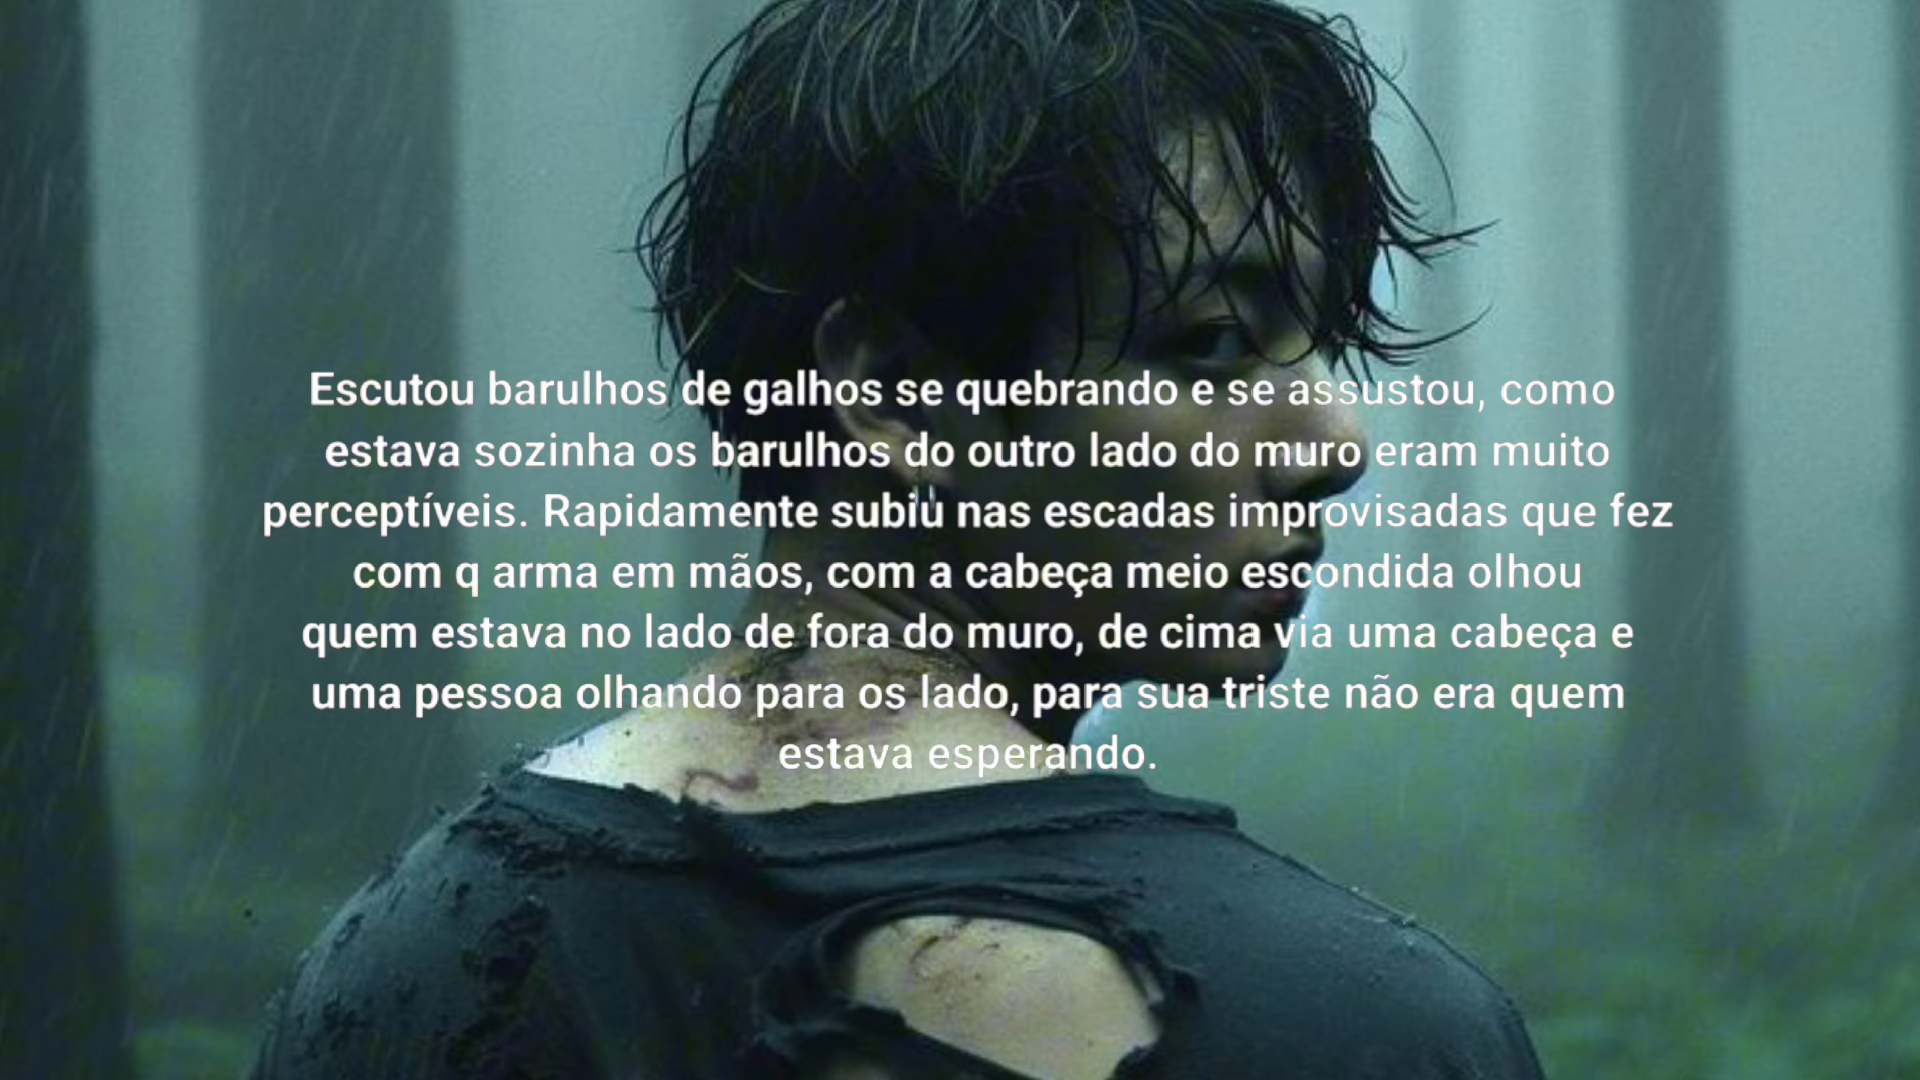 Escutou barulhos de galhos se quebrando e se assustou, como
estava sozinha os barulhos do outro lado do muro eram muito
perceptíveis. Rapidamente subiu nas escadas improvisadas que fez
com q arma em mãos, com a cabeça meio escondida olhou
quem estava no lado de fora do muro, de cima via uma cabeça e
uma pessoa olhando para os lado, para sua triste não era quem
estava esperando.